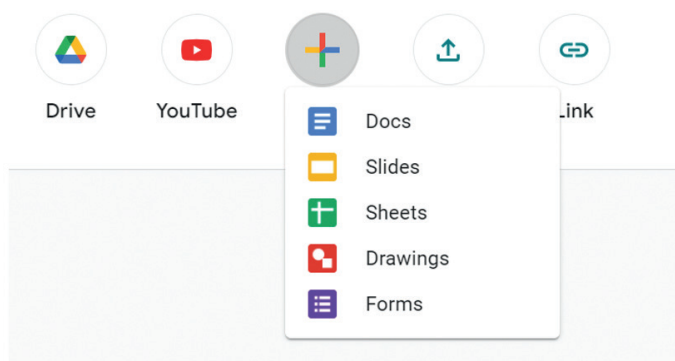 Drive
YouTube
Link
Docs
Slides
Sheets
Drawings
Forms